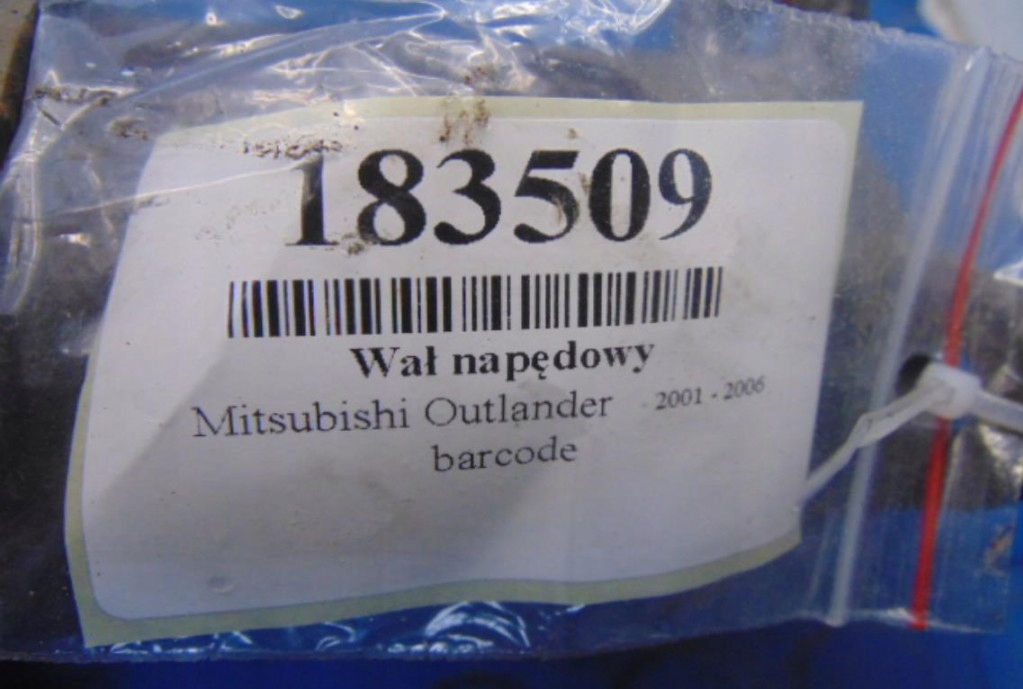 183509
Wał napędowy
Mitsubishi Outlander - 2001 - 2006
barcode